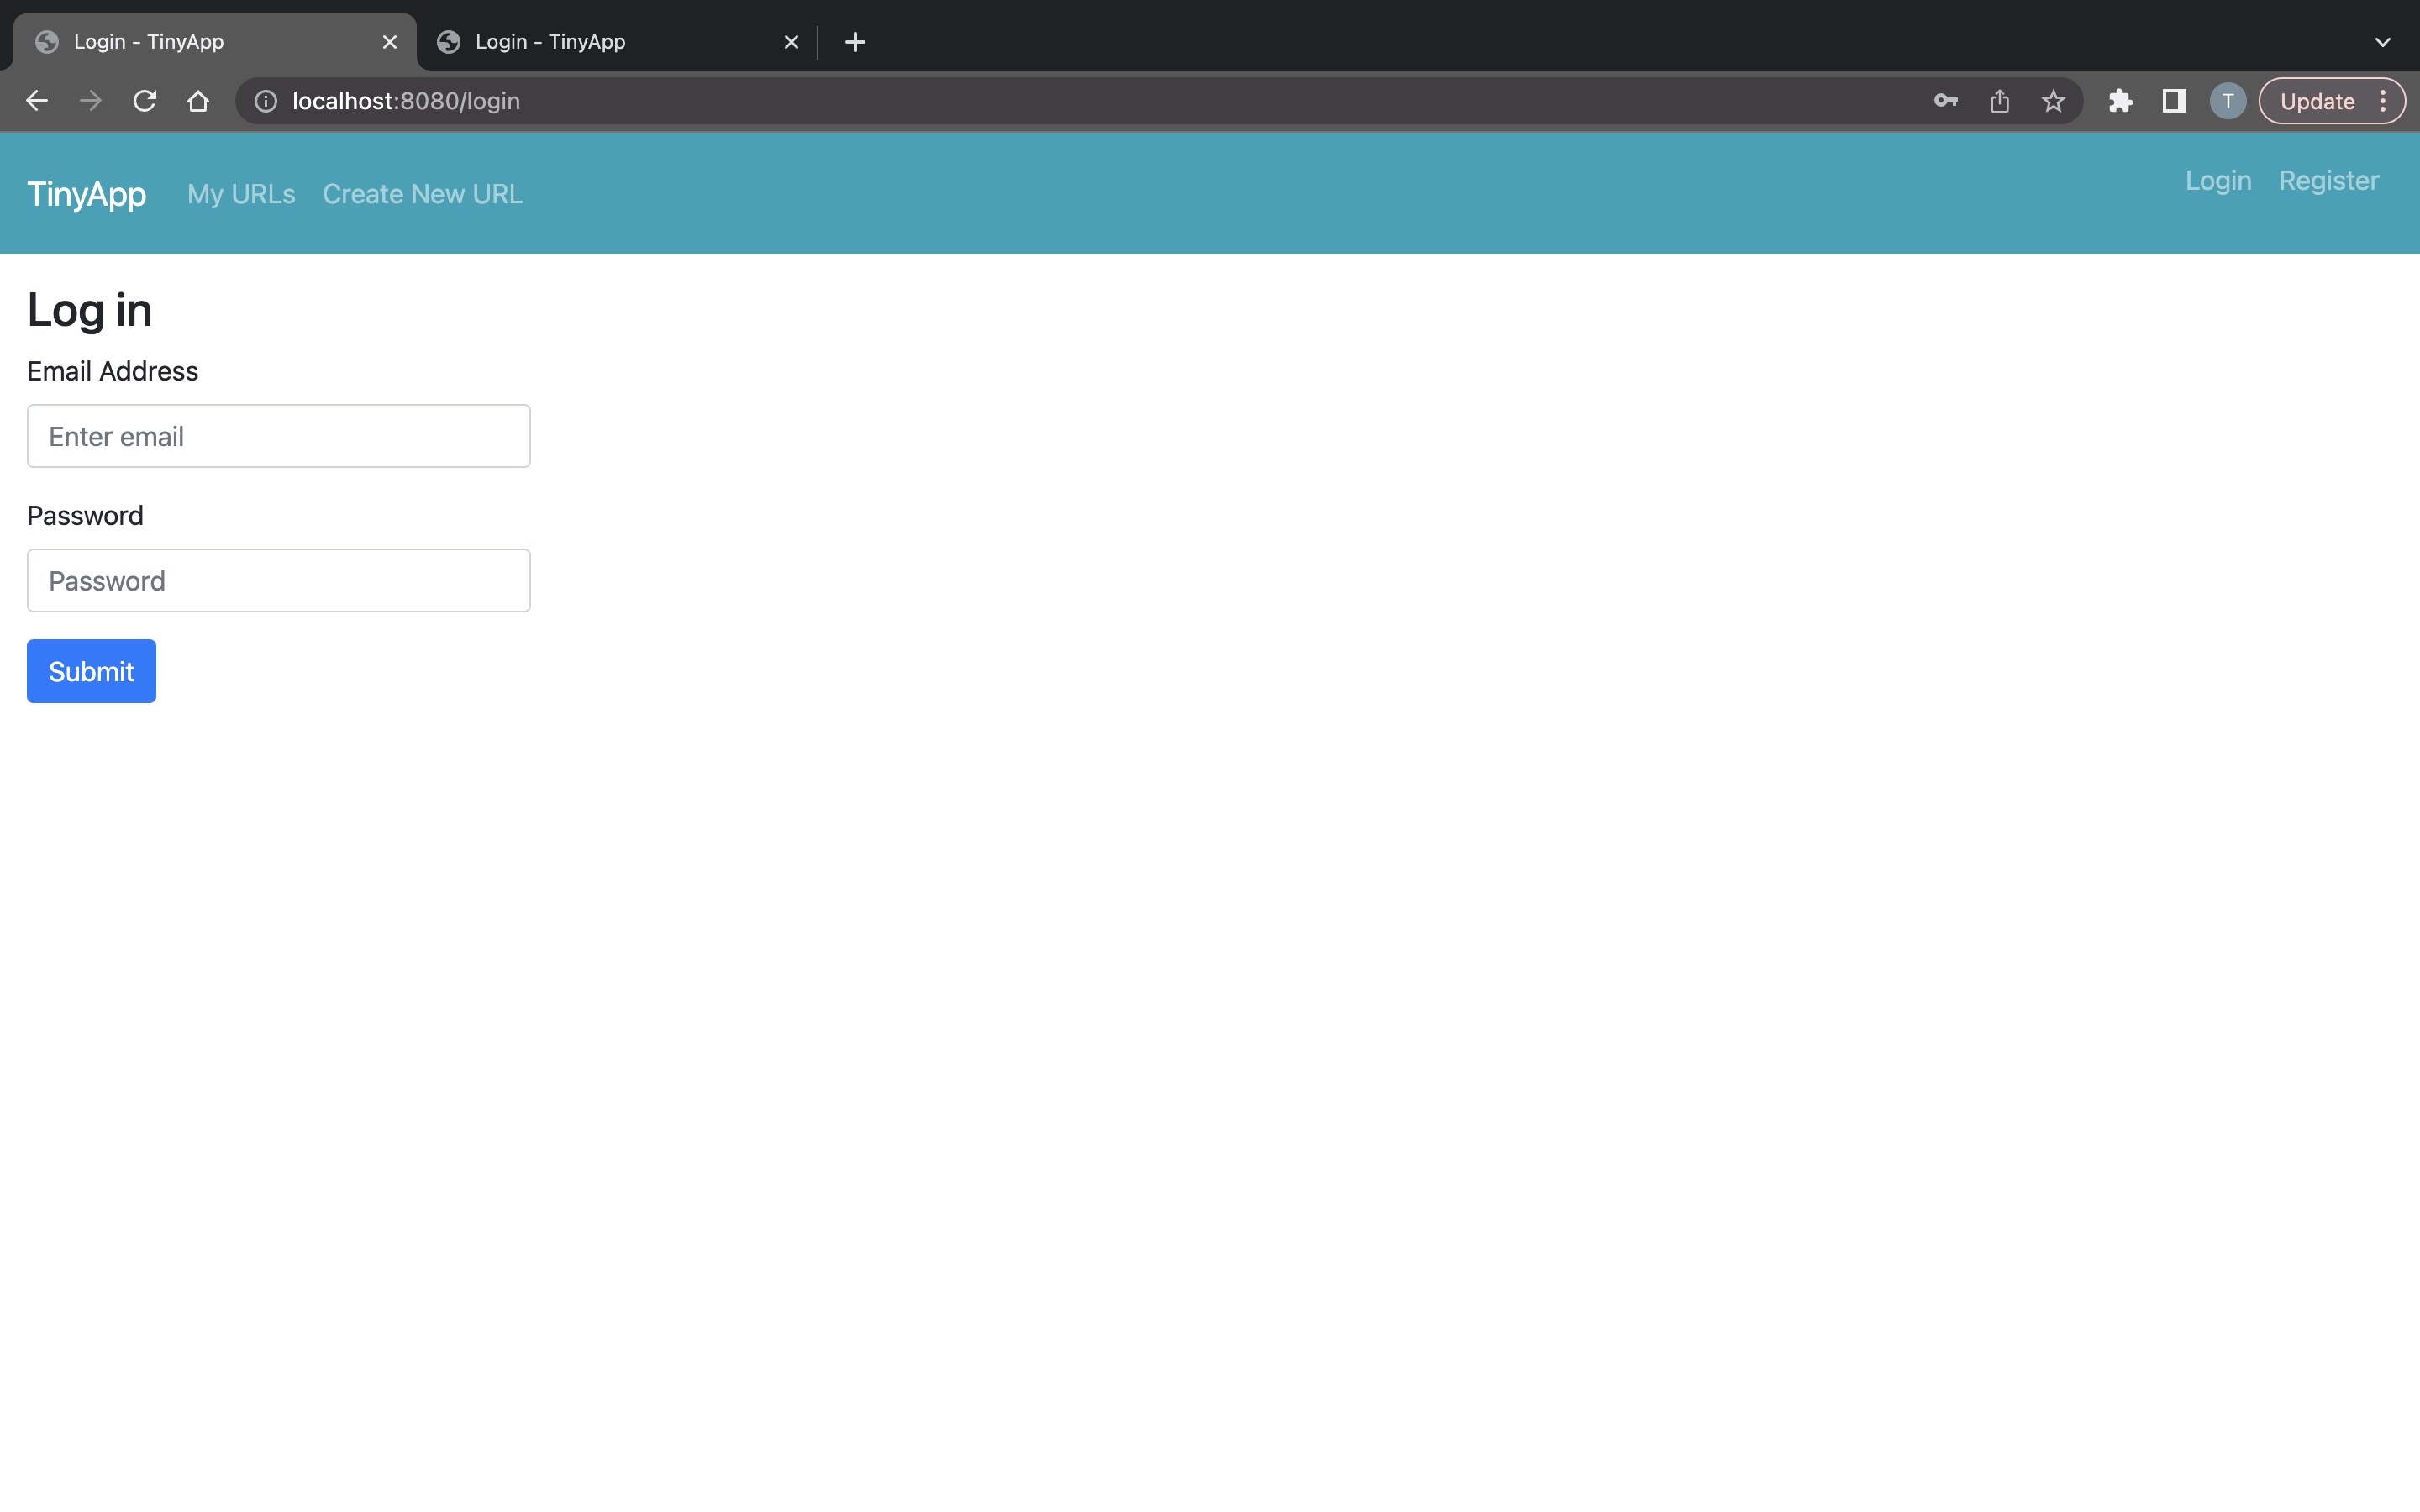 Login - TinyApp
Login - TinyApp
localhost:8080/login
T
Update
TinyApp
My URLs
Create New URL
Login
Register
Log in
Email Address
Enter email
Password
Password
Submit